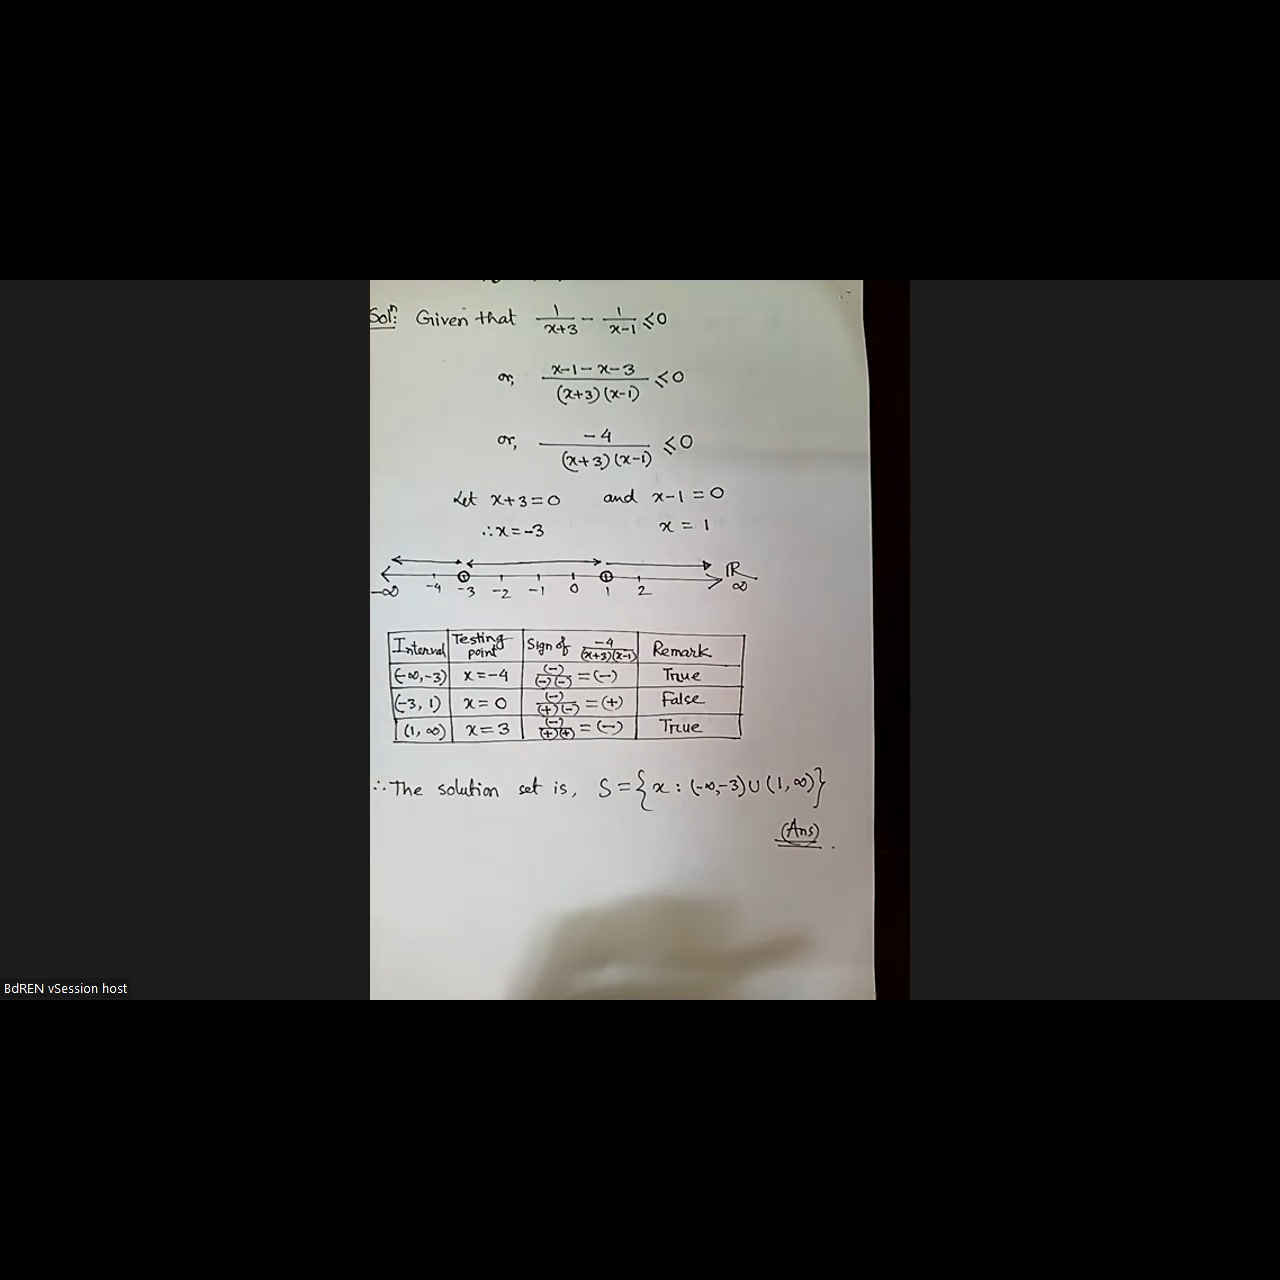 Solⁿ: Given that 1/(x+3) - 1/(x-1) ≤ 0
or, (x-1-x-3)/((x+3)(x-1)) ≤ 0
or, -4/((x+3)(x-1)) ≤ 0
Let x+3=0 and x-1=0
∴x=-3 x = 1
-∞ -4 -3 -2 -1 0 1 2 ℝ ∞
Interval Testing point Sign of -4/((x+3)(x-1)) Remark
(-∞,-3) x=-4 (-)/((-)(-)) = (-) True
(-3, 1) x= 0 (-)/((+)(-)) = (+) False
(1, ∞) x= 3 (-)/((+)(+)) = (-) True
∴ The solution set is, S={x : (-∞,-3)∪(1,∞)}
(Ans).
BdREN vSession host